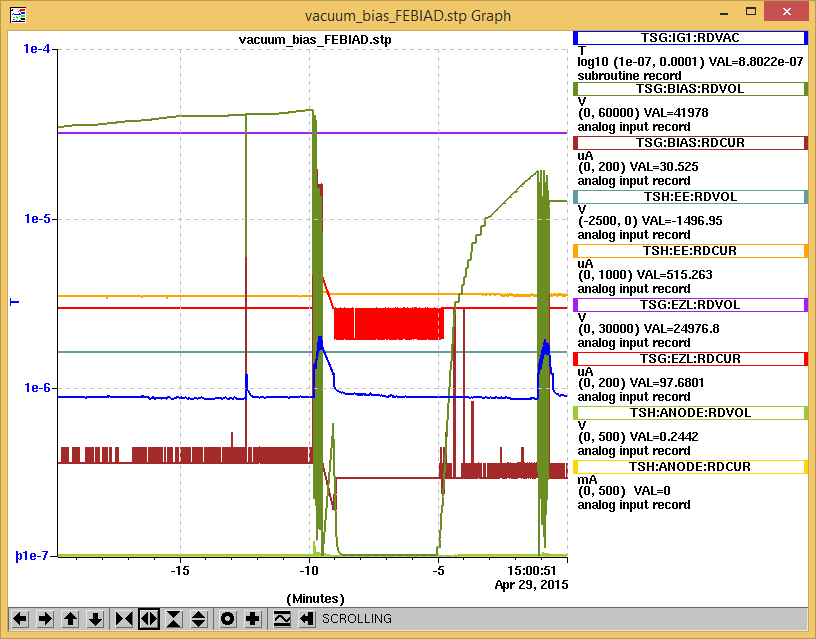 vacuum_bias_FEBIAD.stp Graph
vacuum_bias_FEBIAD.stp
1e-4
1e-5
T
1e-6
1e-7
-15
-10
-5
15:00:51
Apr 29, 2015
(Minutes)
TSG:IG1:RDVAC
T
log10 (1e-07, 0.0001) VAL=8.8022e-07
subroutine record
TSG:BIAS:RDVOL
V
(0, 60000) VAL=41978
analog input record
TSG:BIAS:RDCUR
uA
(0, 200) VAL=30.525
analog input record
TSH:EE:RDVOL
V
(-2500, 0) VAL=-1496.95
analog input record
TSH:EE:RDCUR
uA
(0, 1000) VAL=515.263
analog input record
TSG:EZL:RDVOL
V
(0, 30000) VAL=24976.8
analog input record
TSG:EZL:RDCUR
uA
(0, 200) VAL=97.6801
analog input record
TSH:ANODE:RDVOL
V
(0, 500) VAL=0.2442
analog input record
TSH:ANODE:RDCUR
mA
(0, 500) VAL=0
analog input record
SCROLLING